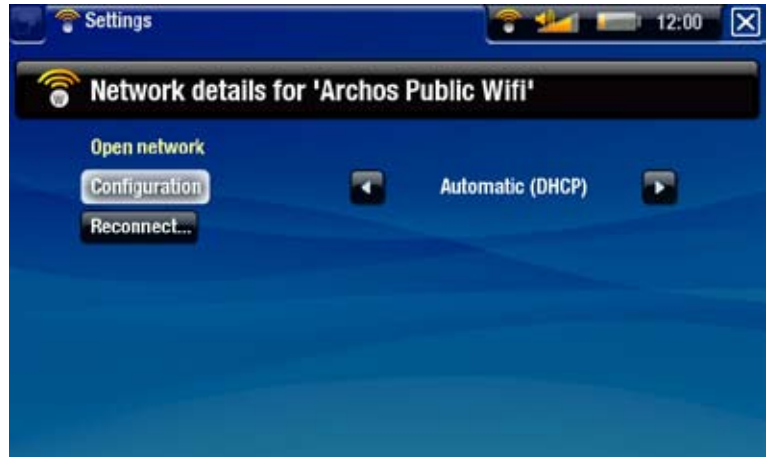 Settings
12:00
Network details for 'Archos Public Wifi'
Open network
Configuration
Automatic (DHCP)
Reconnect...